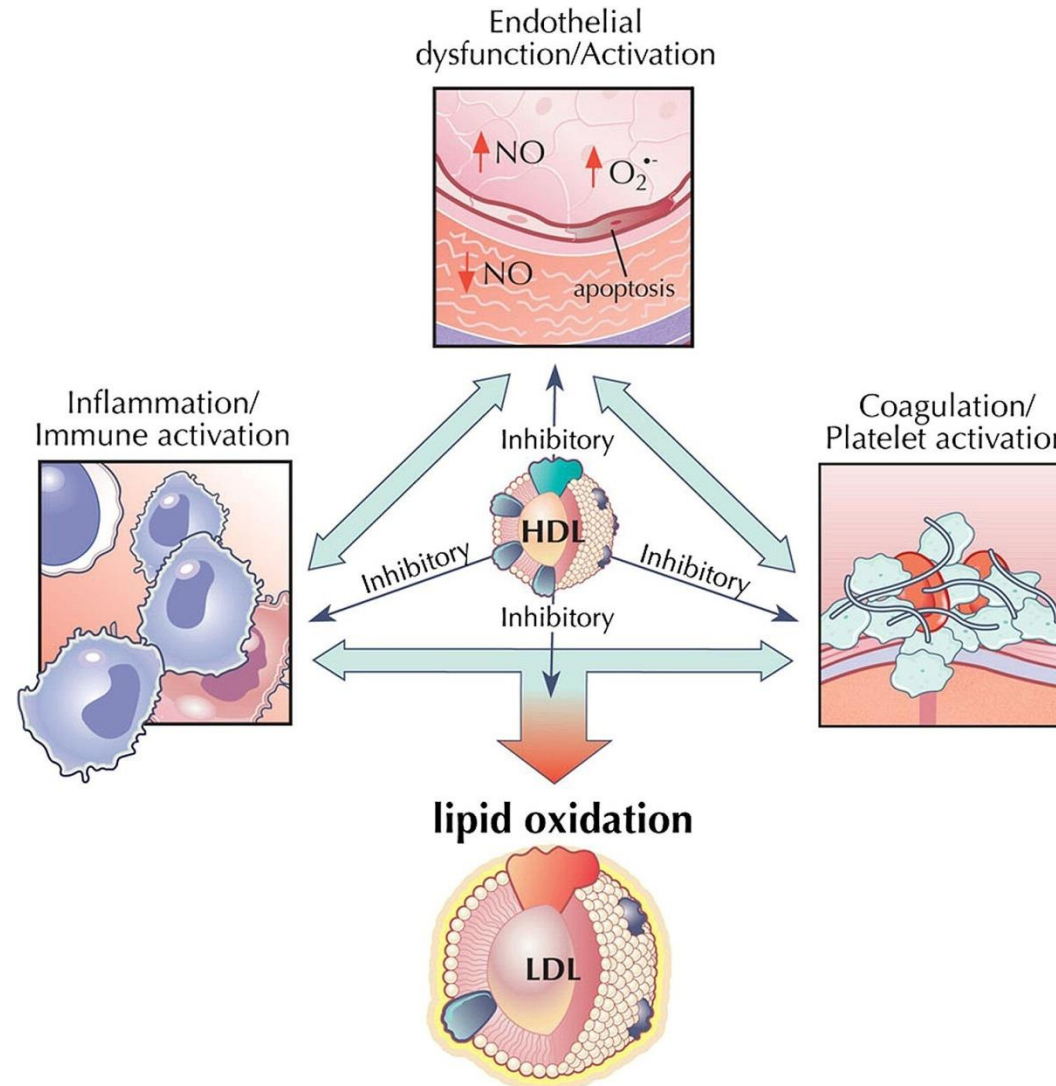 Endothelial
dysfunction/Activation
↑NO
↑O₂•-
↓NO
apoptosis
Inflammation/
Immune activation
Coagulation/
Platelet activation
Inhibitory
HDL
Inhibitory
Inhibitory
Inhibitory
lipid oxidation
LDL